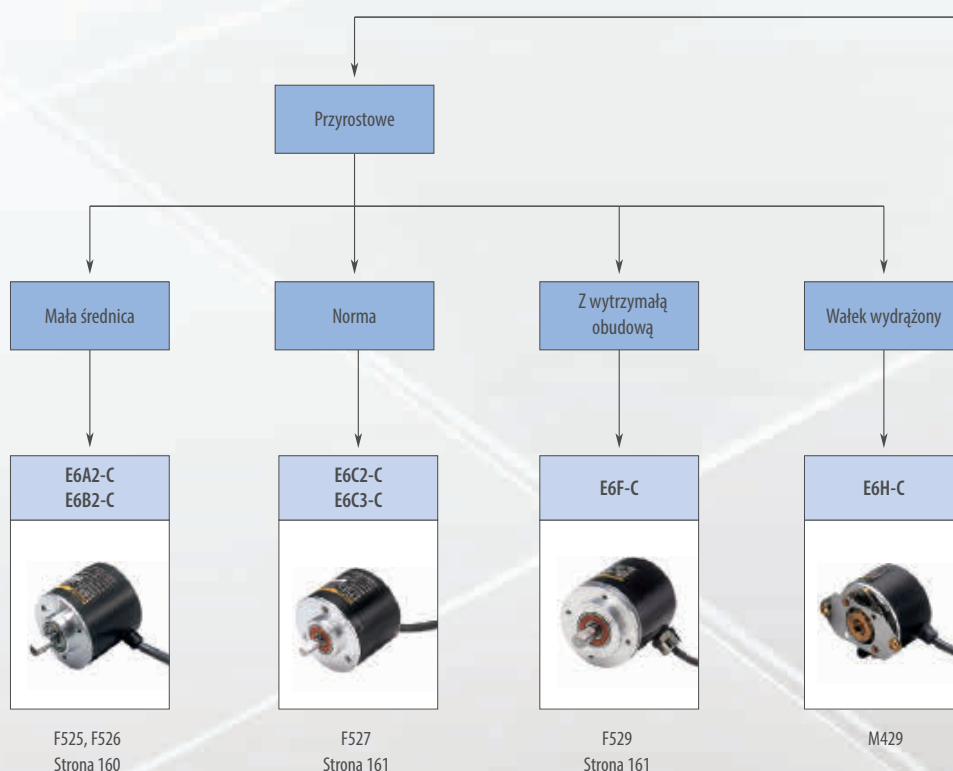 Przyrostowe
Mała średnica
Norma
Z wytrzymałą
obudową
Wałek wydrążony
E6A2-C
E6B2-C
E6C2-C
E6C3-C
E6F-C
E6H-C
F525, F526
Strona 160
F527
Strona 161
F529
Strona 161
M429